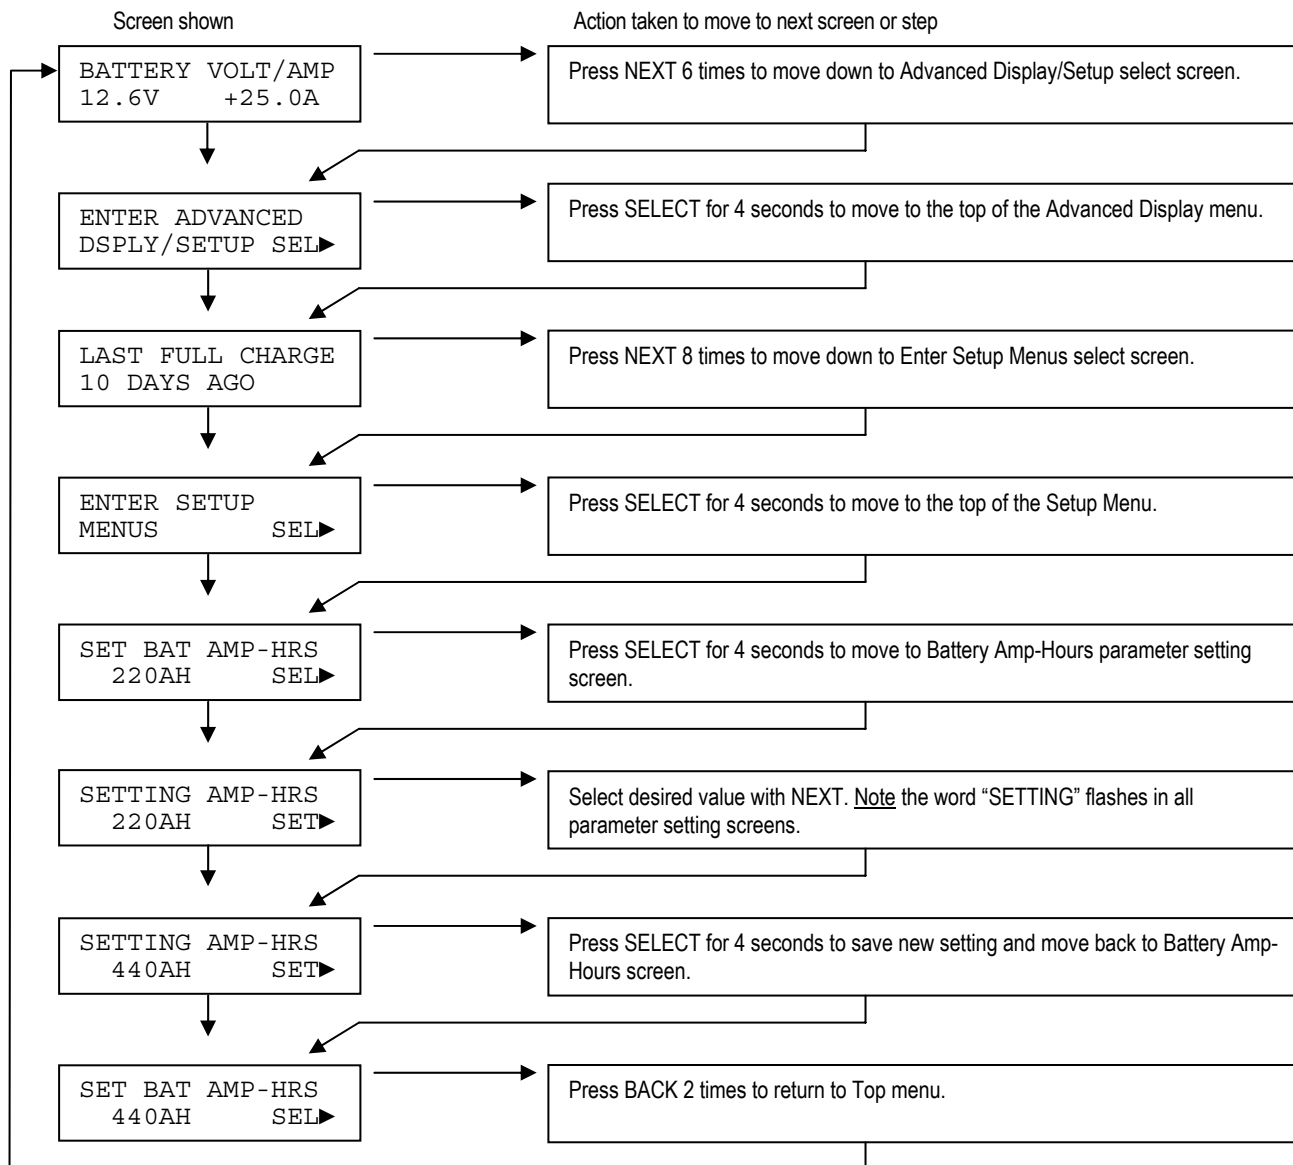 Screen shown
Action taken to move to next screen or step
BATTERY VOLT/AMP
12.6V +25.0A
Press NEXT 6 times to move down to Advanced Display/Setup select screen.
ENTER ADVANCED
DSPLY/SETUP SEL►
Press SELECT for 4 seconds to move to the top of the Advanced Display menu.
LAST FULL CHARGE
10 DAYS AGO
Press NEXT 8 times to move down to Enter Setup Menus select screen.
ENTER SETUP
MENUS SEL►
Press SELECT for 4 seconds to move to the top of the Setup Menu.
SET BAT AMP-HRS
220AH SEL►
Press SELECT for 4 seconds to move to Battery Amp-Hours parameter setting
screen.
SETTING AMP-HRS
220AH SET►
Select desired value with NEXT. Note the word “SETTING” flashes in all
parameter setting screens.
SETTING AMP-HRS
440AH SET►
Press SELECT for 4 seconds to save new setting and move back to Battery Amp-
Hours screen.
SET BAT AMP-HRS
440AH SEL►
Press BACK 2 times to return to Top menu.